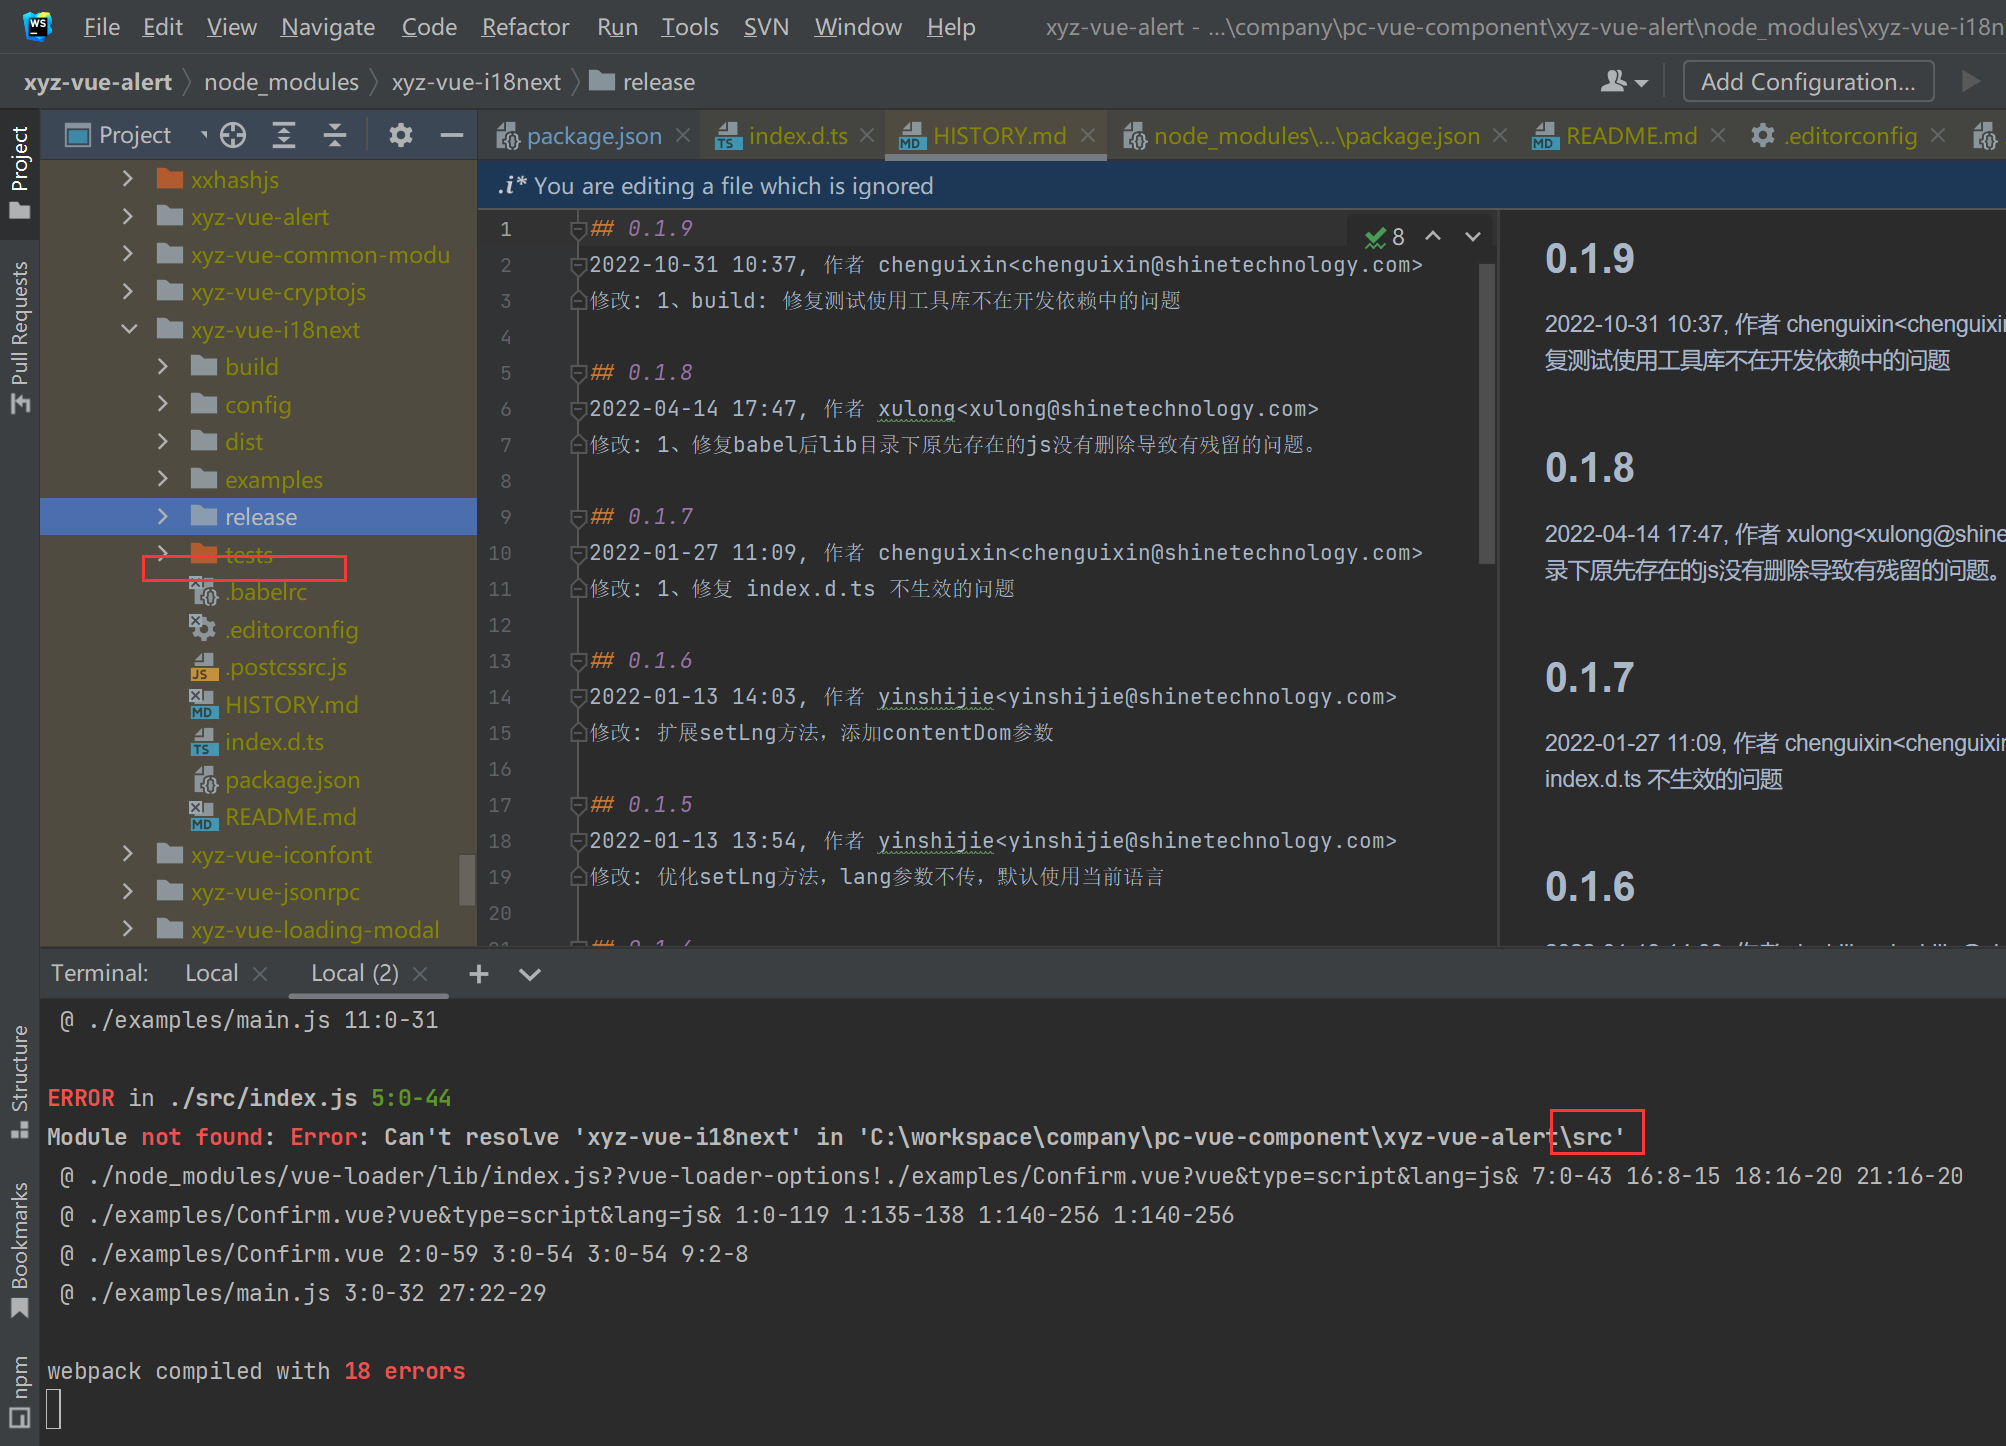 WS File Edit View Navigate Code Refactor Run Tools SVN Window Help xyz-vue-alert - ...\company\pc-vue-component\xyz-vue-alert\node_modules\xyz-vue-i18n
xyz-vue-alert node_modules xyz-vue-i18next release Add Configuration...
Project package.json index.d.ts HISTORY.md node_modules\...\package.json README.md .editorconfig
.i* You are editing a file which is ignored
Project
Pull Requests
Structure
Bookmarks
npm
xxhashjs
xyz-vue-alert
xyz-vue-common-modu
xyz-vue-cryptojs
xyz-vue-i18next
build
config
dist
examples
release
tests
.babelrc
.editorconfig
.postcssrc.js
HISTORY.md
index.d.ts
package.json
README.md
xyz-vue-iconfont
xyz-vue-jsonrpc
xyz-vue-loading-modal
8
1 ## 0.1.9
2 2022-10-31 10:37, 作者 chenguixin<chenguixin@shinetechnology.com>
3 修改: 1、build: 修复测试使用工具库不在开发依赖中的问题
4
5 ## 0.1.8
6 2022-04-14 17:47, 作者 xulong<xulong@shinetechnology.com>
7 修改: 1、修复babel后lib目录下原先存在的js没有删除导致有残留的问题。
8
9 ## 0.1.7
10 2022-01-27 11:09, 作者 chenguixin<chenguixin@shinetechnology.com>
11 修改: 1、修复 index.d.ts 不生效的问题
12
13 ## 0.1.6
14 2022-01-13 14:03, 作者 yinshijie<yinshijie@shinetechnology.com>
15 修改: 扩展setLng方法，添加contentDom参数
16
17 ## 0.1.5
18 2022-01-13 13:54, 作者 yinshijie<yinshijie@shinetechnology.com>
19 修改: 优化setLng方法，lang参数不传，默认使用当前语言
20
21 ## 0.1.4
0.1.9
2022-10-31 10:37, 作者 chenguixin<chenguixin
复测试使用工具库不在开发依赖中的问题
0.1.8
2022-04-14 17:47, 作者 xulong<xulong@shine
录下原先存在的js没有删除导致有残留的问题。
0.1.7
2022-01-27 11:09, 作者 chenguixin<chenguixin
index.d.ts 不生效的问题
0.1.6
Terminal: Local Local (2)
@ ./examples/main.js 11:0-31
ERROR in ./src/index.js 5:0-44
Module not found: Error: Can't resolve 'xyz-vue-i18next' in 'C:\workspace\company\pc-vue-component\xyz-vue-alert\src'
@ ./node_modules/vue-loader/lib/index.js??vue-loader-options!./examples/Confirm.vue?vue&type=script&lang=js& 7:0-43 16:8-15 18:16-20 21:16-20
@ ./examples/Confirm.vue?vue&type=script&lang=js& 1:0-119 1:135-138 1:140-256 1:140-256
@ ./examples/Confirm.vue 2:0-59 3:0-54 3:0-54 9:2-8
@ ./examples/main.js 3:0-32 27:22-29
webpack compiled with 18 errors